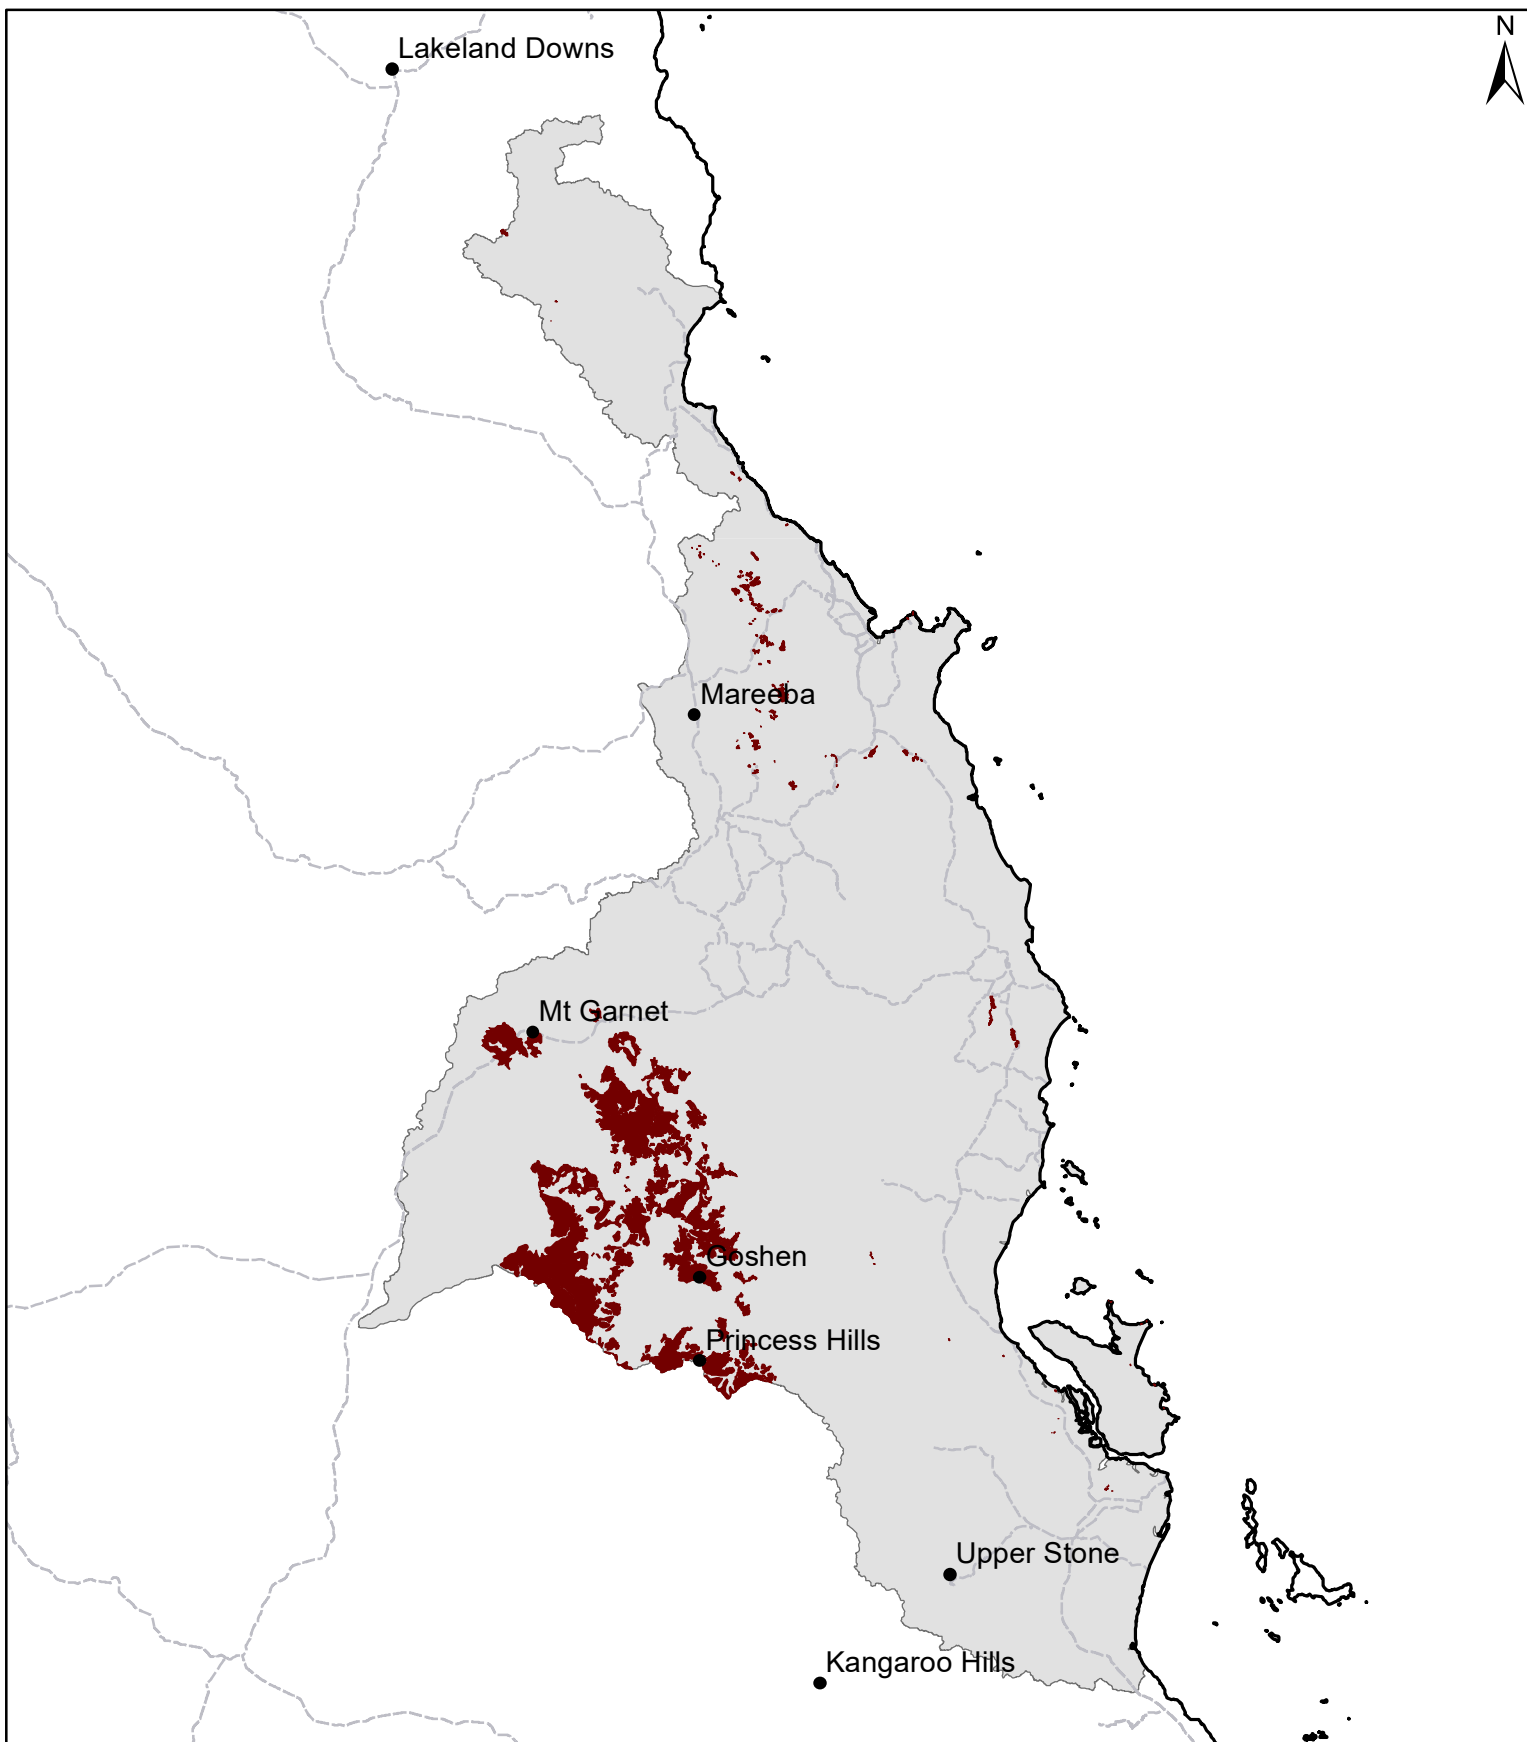 N
Lakeland Downs
Mareeba
Mt Garnet
Goshen
Princess Hills
Upper Stone
Kangaroo Hills